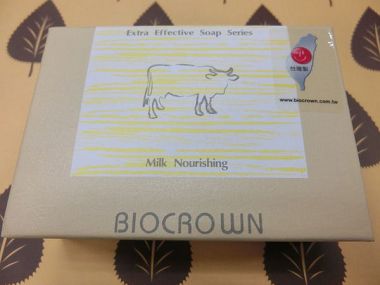 Extra Effective Soap Series
台灣製
www.biocrown.com.tw
Milk Nourishing
BIOCROWN